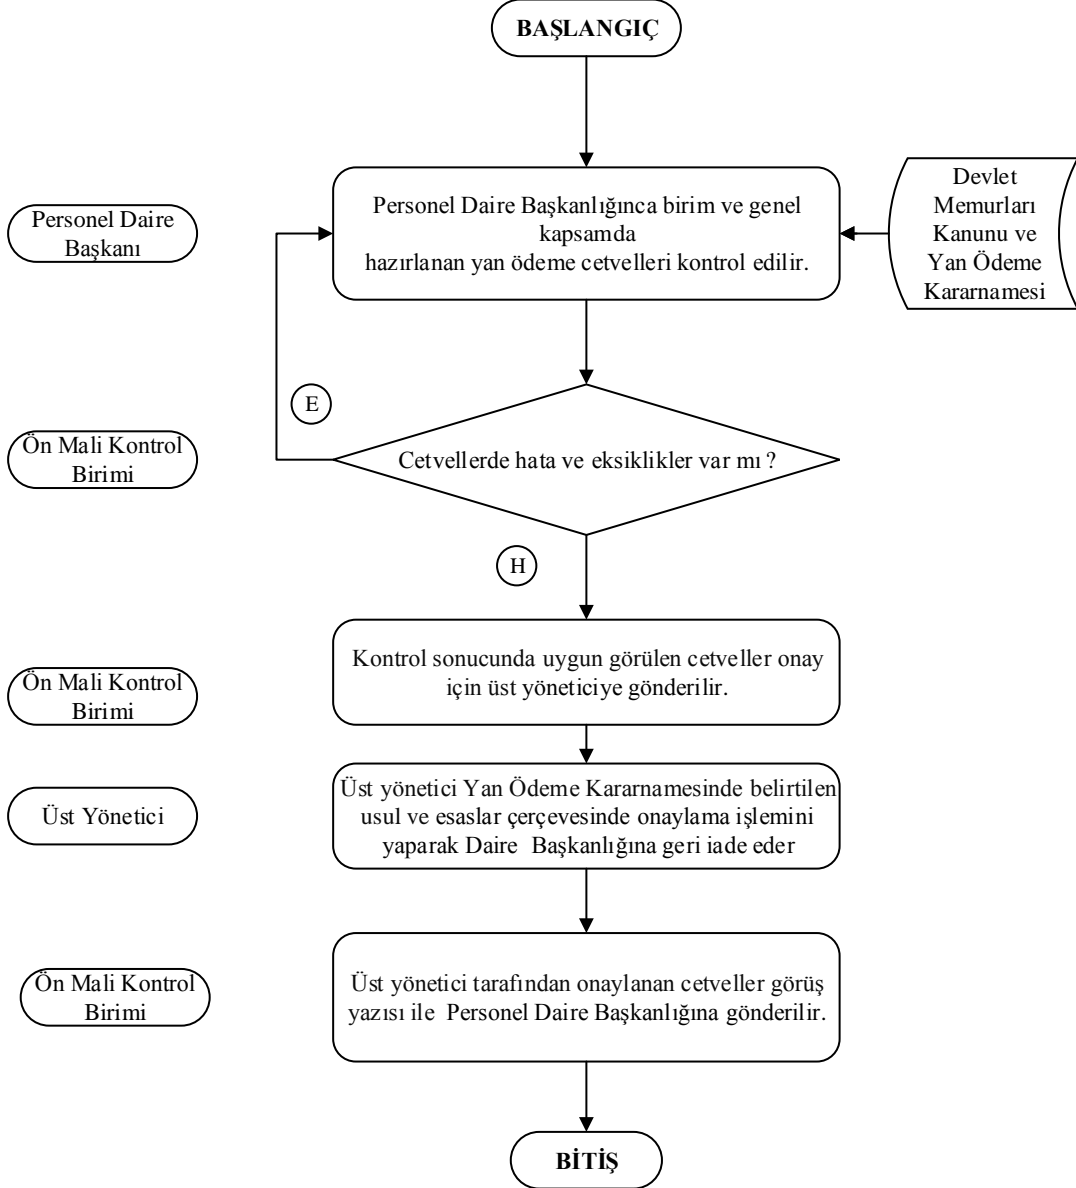 BAŞLANGIÇ
Personel Daire
Başkanı
Personel Daire Başkanlığınca birim ve genel
kapsamda
hazırlanan yan ödeme cetvelleri kontrol edilir.
Devlet
Memurları
Kanunu ve
Yan Ödeme
Kararnamesi
E
Ön Mali Kontrol
Birimi
Cetvellerde hata ve eksiklikler var mı ?
H
Ön Mali Kontrol
Birimi
Kontrol sonucunda uygun görülen cetveller onay
için üst yöneticiye gönderilir.
Üst Yönetici
Üst yönetici Yan Ödeme Kararnamesinde belirtilen
usul ve esaslar çerçevesinde onaylama işlemini
yaparak Daire Başkanlığına geri iade eder
Ön Mali Kontrol
Birimi
Üst yönetici tarafından onaylanan cetveller görüş
yazısı ile Personel Daire Başkanlığına gönderilir.
BİTİŞ